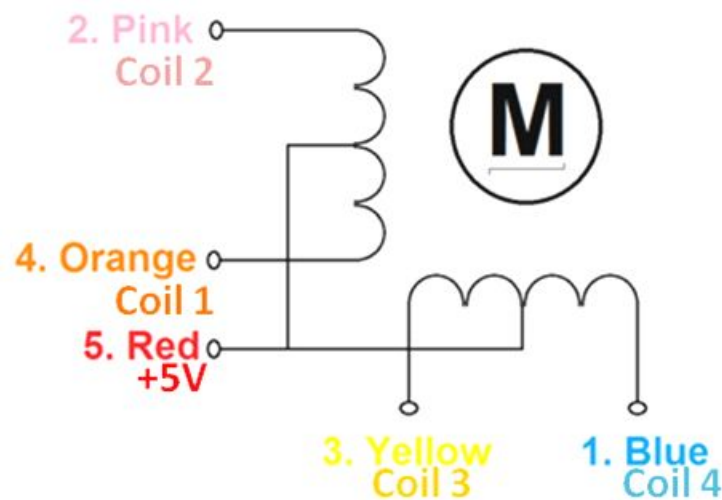 2. Pink
Coil 2
M
4. Orange
Coil 1
5. Red
+5V
3. Yellow
Coil 3
1. Blue
Coil 4